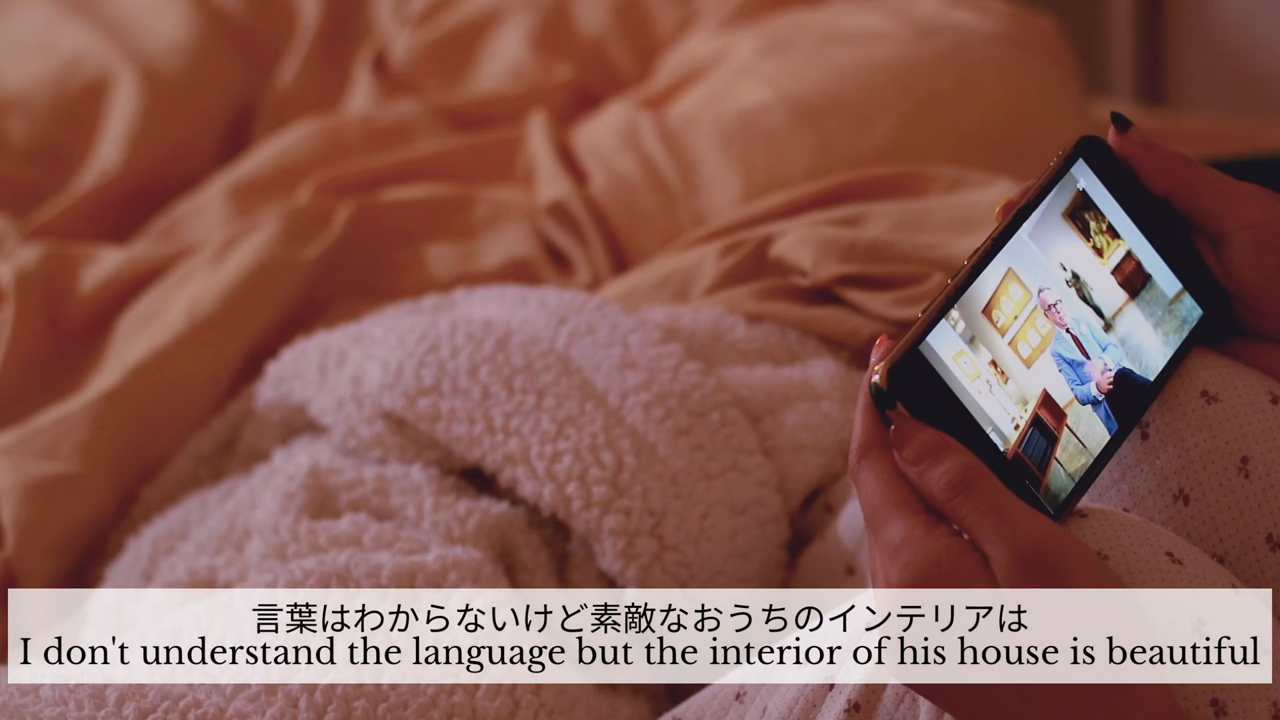 言葉はわからないけど素敵なおうちのインテリアは
I don't understand the language but the interior of his house is beautiful